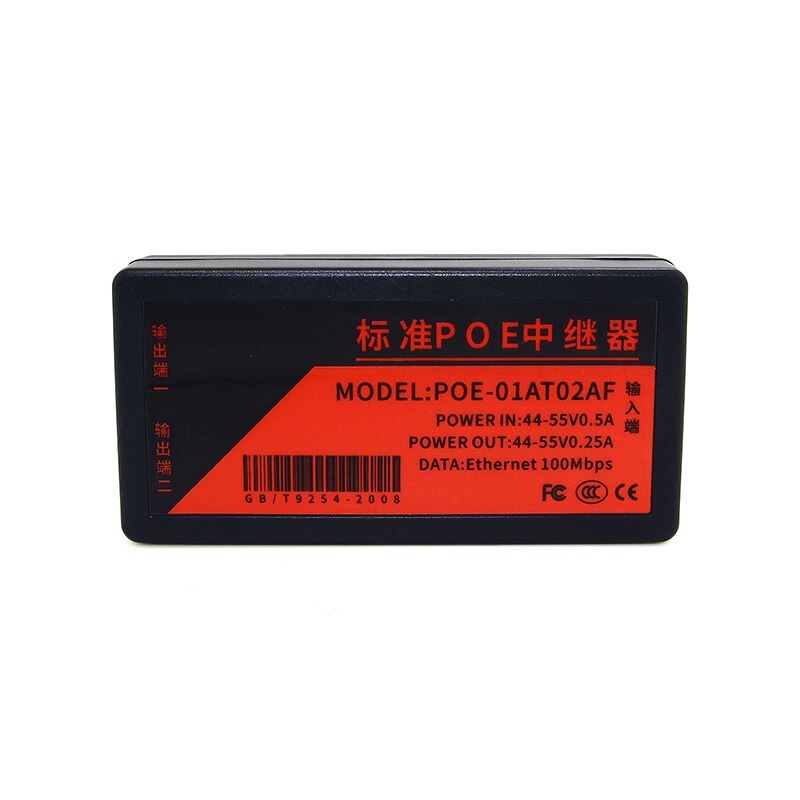 标准POE中继器
MODEL:POE-01AT02AF
POWER IN:44-55V0.5A
POWER OUT:44-55V0.25A
DATA:Ethernet 100Mbps
GB/T9254-2008
FC CCC CE
输出端一
输出端二
输入端